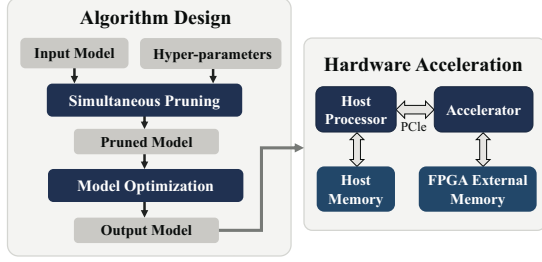 Algorithm Design
Input Model
Hyper-parameters
Simultaneous Pruning
Pruned Model
Model Optimization
Output Model
Hardware Acceleration
Host
Processor
PCIe
Accelerator
Host
Memory
FPGA External
Memory